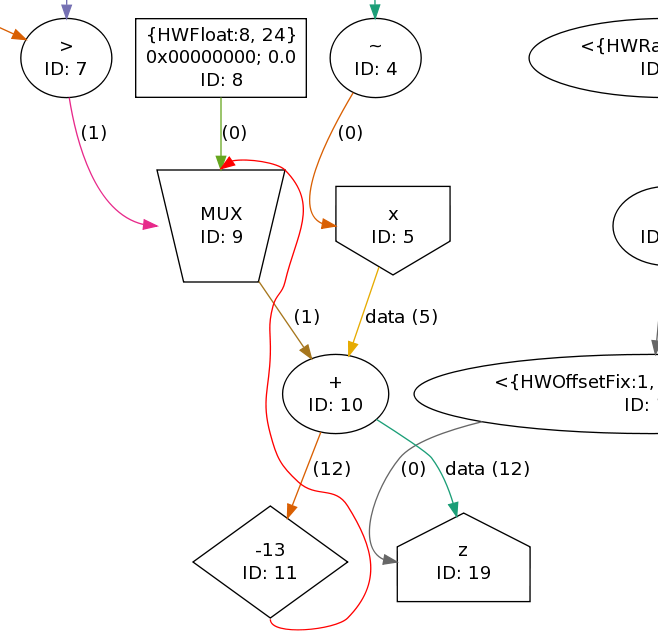 >
ID: 7
{HWFloat:8, 24}
0x00000000; 0.0
ID: 8
~
ID: 4
<{HWRa
ID:
(1)
(0)
(0)
MUX
ID: 9
x
ID: 5
ID:
(1)
data (5)
+
ID: 10
<{HWOffsetFix:1,
ID:
(12)
(0)
data (12)
-13
ID: 11
z
ID: 19